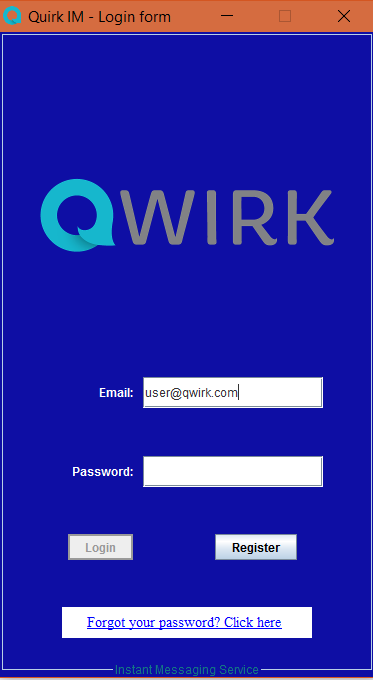 Quirk IM - Login form
QWIRK
Email: user@qwirk.com
Password:
Login Register
Forgot your password? Click here
Instant Messaging Service